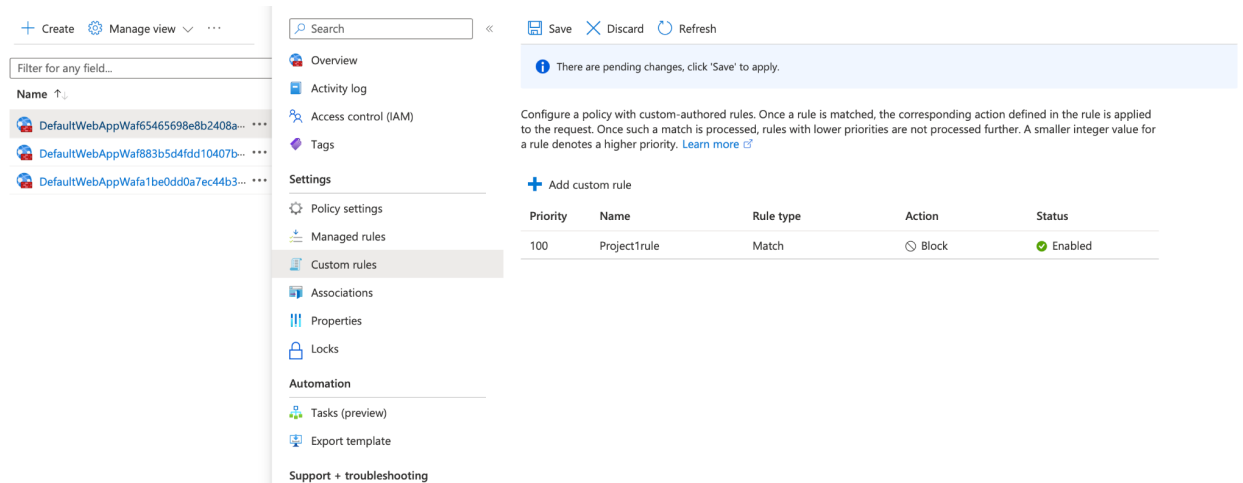 Create Manage view ···
Filter for any field...
Name ↑↓
DefaultWebAppWaf65465698e8b2408a··· ···
DefaultWebAppWaf883b5d4fdd10407b··· ···
DefaultWebAppWafa1be0dd0a7ec44b3··· ···
Search «
Overview
Activity log
Access control (IAM)
Tags
Settings
Policy settings
Managed rules
Custom rules
Associations
Properties
Locks
Automation
Tasks (preview)
Export template
Support + troubleshooting
Save Discard Refresh
There are pending changes, click 'Save' to apply.
Configure a policy with custom-authored rules. Once a rule is matched, the corresponding action defined in the rule is applied
to the request. Once such a match is processed, rules with lower priorities are not processed further. A smaller integer value for
a rule denotes a higher priority. Learn more
Add custom rule
Priority Name Rule type Action Status
100 Project1rule Match Block Enabled